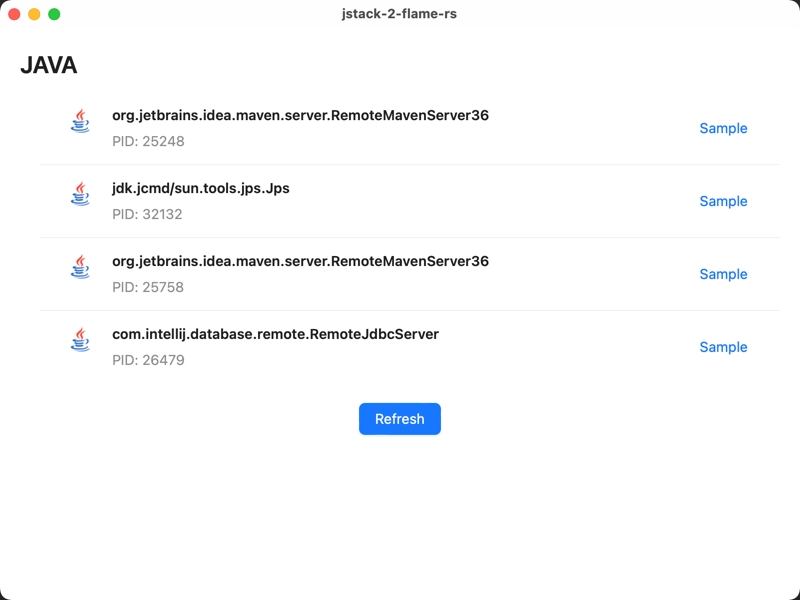 jstack-2-flame-rs
JAVA
org.jetbrains.idea.maven.server.RemoteMavenServer36
PID: 25248
Sample
jdk.jcmd/sun.tools.jps.Jps
PID: 32132
Sample
org.jetbrains.idea.maven.server.RemoteMavenServer36
PID: 25758
Sample
com.intellij.database.remote.RemoteJdbcServer
PID: 26479
Sample
Refresh